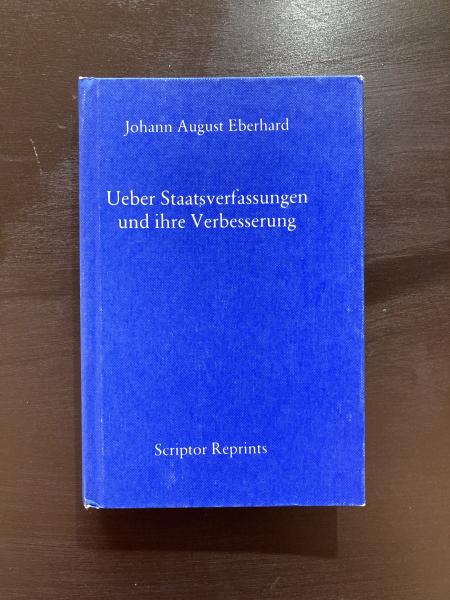 Johann August Eberhard
Ueber Staatsverfassungen
und ihre Verbesserung
Scriptor Reprints